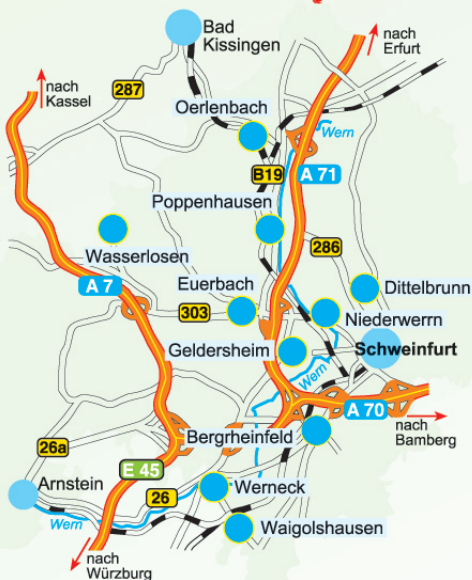 Bad
Kissingen
nach
Erfurt
nach
Kassel
287
Oerlenbach
Wern
B19
A 71
Poppenhausen
286
Wasserlosen
A 7
Euerbach
Dittelbrunn
303
Niederwerrn
Geldersheim
Schweinfurt
Wern
A 70
nach
Bamberg
Bergrheinfeld
26a
E 45
Arnstein
26
Werneck
Wern
Waigolshausen
nach
Würzburg